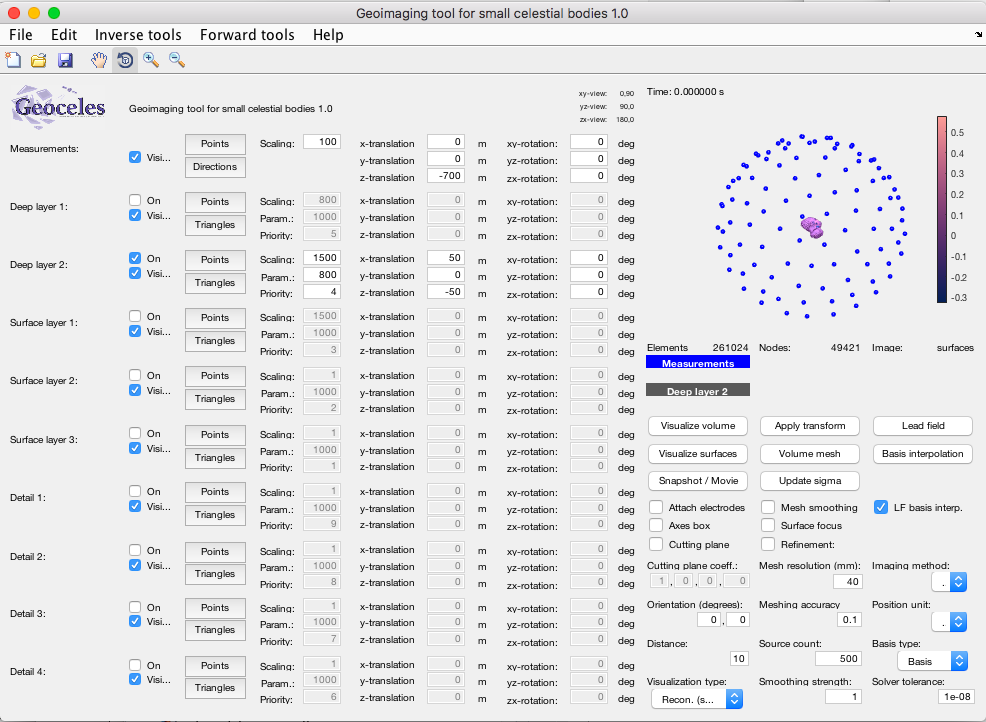 Geoimaging tool for small celestial bodies 1.0
File Edit Inverse tools Forward tools Help
Geoceles
Geoimaging tool for small celestial bodies 1.0
xy-view: 0,90
yz-view: 90,0
zx-view: 180,0
Measurements:
Visi...
Points
Directions
Scaling: 100
x-translation 0 m
y-translation 0 m
z-translation -700 m
xy-rotation: 0 deg
yz-rotation: 0 deg
zx-rotation: 0 deg
Deep layer 1:
On
Visi...
Points
Triangles
Scaling: 800
Param.: 1000
Priority: 5
x-translation 0 m
y-translation 0 m
z-translation 0 m
xy-rotation: 0 deg
yz-rotation: 0 deg
zx-rotation: 0 deg
Deep layer 2:
On
Visi...
Points
Triangles
Scaling: 1500
Param.: 800
Priority: 4
x-translation 50 m
y-translation 0 m
z-translation -50 m
xy-rotation: 0 deg
yz-rotation: 0 deg
zx-rotation: 0 deg
Surface layer 1:
On
Visi...
Points
Triangles
Scaling: 1500
Param.: 1000
Priority: 3
x-translation 0 m
y-translation 0 m
z-translation 0 m
xy-rotation: 0 deg
yz-rotation: 0 deg
zx-rotation: 0 deg
Surface layer 2:
On
Visi...
Points
Triangles
Scaling: 1
Param.: 1000
Priority: 2
x-translation 0 m
y-translation 0 m
z-translation 0 m
xy-rotation: 0 deg
yz-rotation: 0 deg
zx-rotation: 0 deg
Surface layer 3:
On
Visi...
Points
Triangles
Scaling: 1
Param.: 1000
Priority: 1
x-translation 0 m
y-translation 0 m
z-translation 0 m
xy-rotation: 0 deg
yz-rotation: 0 deg
zx-rotation: 0 deg
Detail 1:
On
Visi...
Points
Triangles
Scaling: 1
Param.: 1000
Priority: 9
x-translation 0 m
y-translation 0 m
z-translation 0 m
xy-rotation: 0 deg
yz-rotation: 0 deg
zx-rotation: 0 deg
Detail 2:
On
Visi...
Points
Triangles
Scaling: 1
Param.: 1000
Priority: 8
x-translation 0 m
y-translation 0 m
z-translation 0 m
xy-rotation: 0 deg
yz-rotation: 0 deg
zx-rotation: 0 deg
Detail 3:
On
Visi...
Points
Triangles
Scaling: 1
Param.: 1000
Priority: 7
x-translation 0 m
y-translation 0 m
z-translation 0 m
xy-rotation: 0 deg
yz-rotation: 0 deg
zx-rotation: 0 deg
Detail 4:
On
Visi...
Points
Triangles
Scaling: 1
Param.: 1000
Priority: 6
x-translation 0 m
y-translation 0 m
z-translation 0 m
xy-rotation: 0 deg
yz-rotation: 0 deg
zx-rotation: 0 deg
Time: 0.000000 s
0.5
0.4
0.3
0.2
0.1
0
-0.1
-0.2
-0.3
Elements 261024 Nodes: 49421 Image: surfaces
Measurements
Deep layer 2
Visualize volume Apply transform Lead field
Visualize surfaces Volume mesh Basis interpolation
Snapshot / Movie Update sigma
Attach electrodes Mesh smoothing LF basis interp.
Axes box Surface focus
Cutting plane Refinement:
Cutting plane coeff.: Mesh resolution (mm): Imaging method:
1 , 0 , 0 , 0 40 .
Orientation (degrees): Meshing accuracy Position unit:
0 , 0 0.1 .
Distance: Source count: Basis type:
10 500 Basis
Visualization type: Smoothing strength: Solver tolerance:
Recon. (s... 1 1e-08